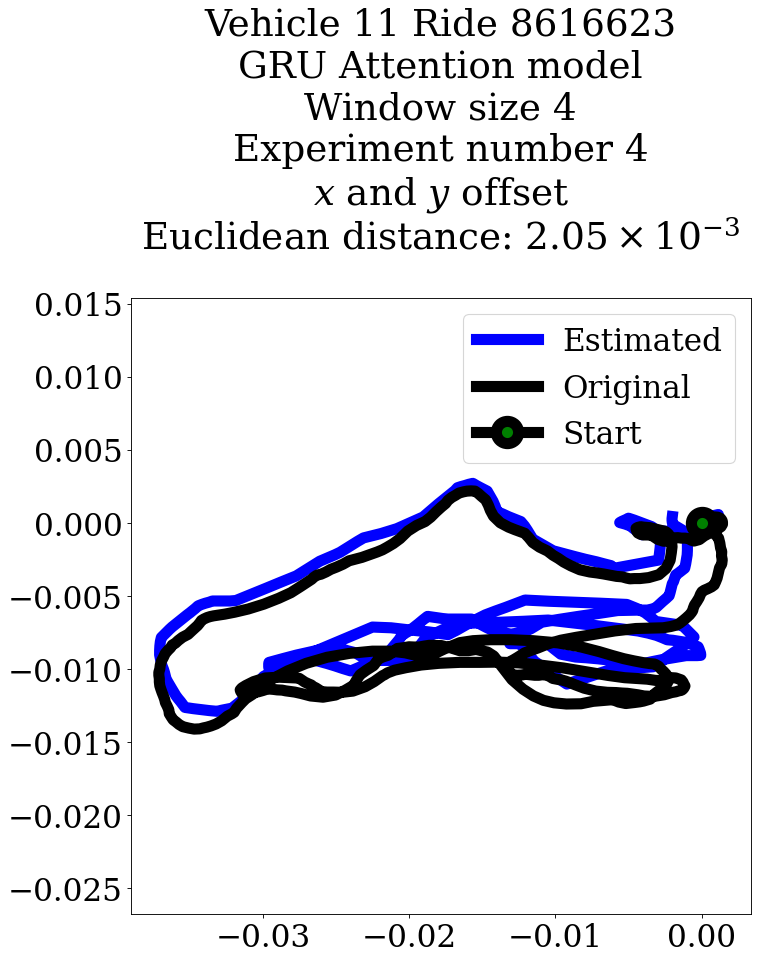 Vehicle 11 Ride 8616623
GRU Attention model
Window size 4
Experiment number 4
x and y offset
Euclidean distance: 2.05 × 10⁻³
0.015
Estimated
0.010
Original
0.005
Start
0.000
−0.005
−0.010
−0.015
−0.020
−0.025
−0.03 −0.02 −0.01 0.00